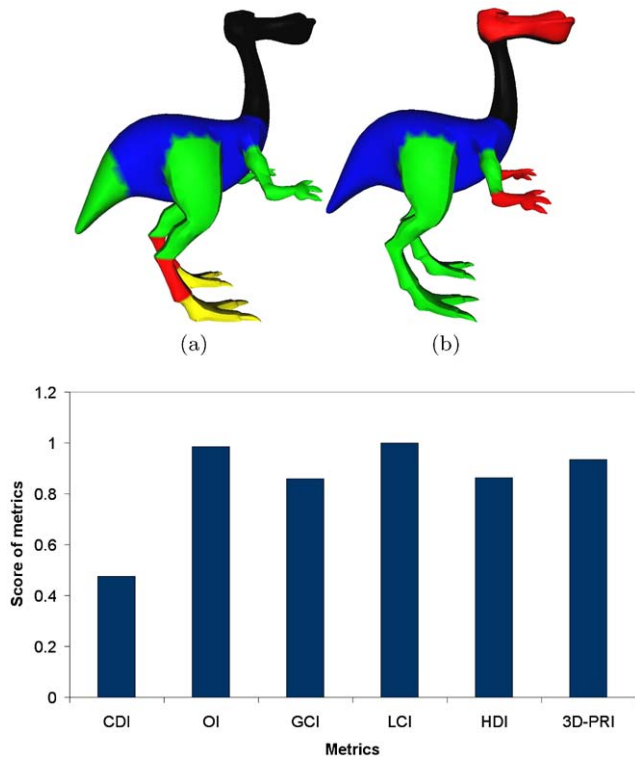 (a) (b)
1.2
1
0.8
0.6
0.4
0.2
0
Score of metrics
CDI OI GCI LCI HDI 3D-PRI
Metrics